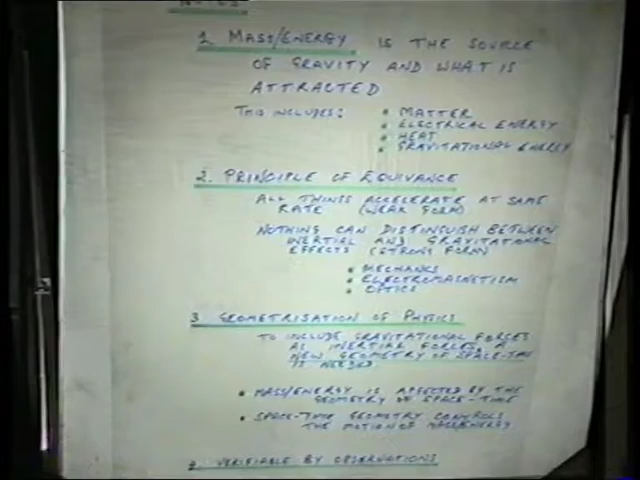 1. MASS/ENERGY IS THE SOURCE
OF GRAVITY AND WHAT IS
ATTRACTED
THIS INCLUDES:
• MATTER
• ELECTRICAL ENERGY
• HEAT
• GRAVITATIONAL ENERGY
2. PRINCIPLE OF EQUIVANCE
ALL THINGS ACCELERATE AT SAME
RATE (WEAK FORM)
NOTHING CAN DISTINGUISH BETWEEN
INERTIAL AND GRAVITATIONAL
EFFECTS (STRONG FORM)
• MECHANICS
• ELECTROMAGNETISM
• OPTICS
3 GEOMETRISATION OF PHYSICS
TO INCLUDE GRAVITATIONAL FORCES
AS INERTIAL FORCES, A
NEW GEOMETRY OF SPACE-TIME
IS NEEDED.
• MASS/ENERGY IS AFFECTED BY THE
GEOMETRY OF SPACE-TIME
• SPACE-TIME GEOMETRY CONTROLS
THE MOTION OF MASS/ENERGY
VERIFIABLE BY OBSERVATIONS